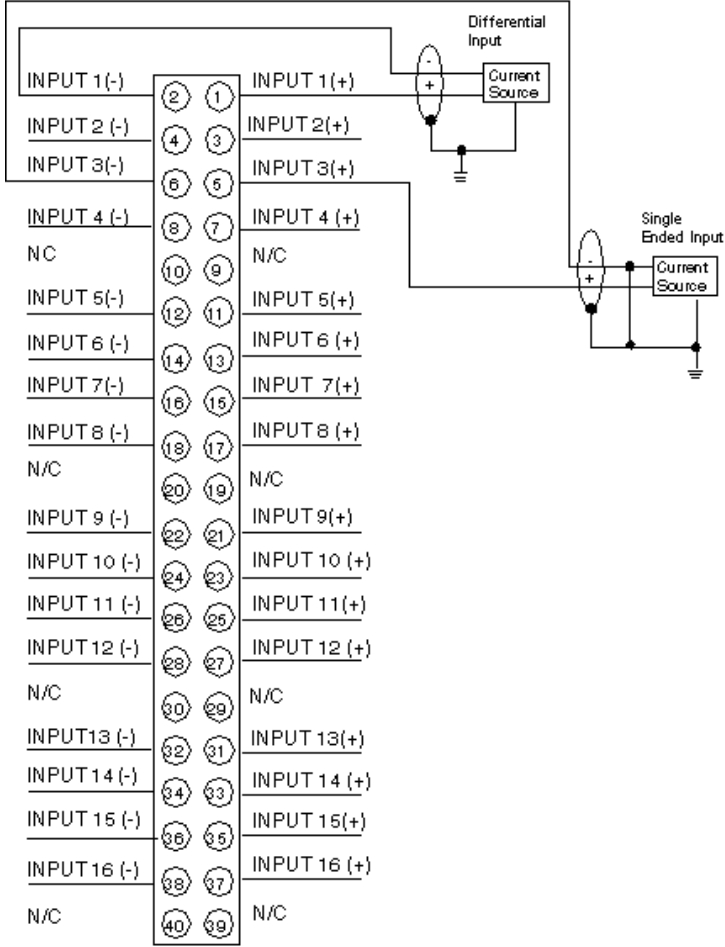 Differential
Input
-
+
Current
Source
INPUT 1(-) 2 1 INPUT 1(+)
INPUT 2 (-) 4 3 INPUT 2(+)
INPUT 3(-) 6 5 INPUT 3(+)
INPUT 4 (-) 8 7 INPUT 4 (+)
Single
Ended Input
-
+
Current
Source
NC 10 9 N/C
INPUT 5(-) 12 11 INPUT 5(+)
INPUT 6 (-) 14 13 INPUT 6 (+)
INPUT 7(-) 16 15 INPUT 7(+)
INPUT 8 (-) 18 17 INPUT 8 (+)
N/C 20 19 N/C
INPUT 9 (-) 22 21 INPUT 9(+)
INPUT 10 (-) 24 23 INPUT 10 (+)
INPUT 11 (-) 26 25 INPUT 11(+)
INPUT 12 (-) 28 27 INPUT 12 (+)
N/C 30 29 N/C
INPUT13 (-) 32 31 INPUT 13(+)
INPUT 14 (-) 34 33 INPUT 14 (+)
INPUT 15 (-) 36 35 INPUT 15(+)
INPUT 16 (-) 38 37 INPUT 16 (+)
N/C 40 39 N/C